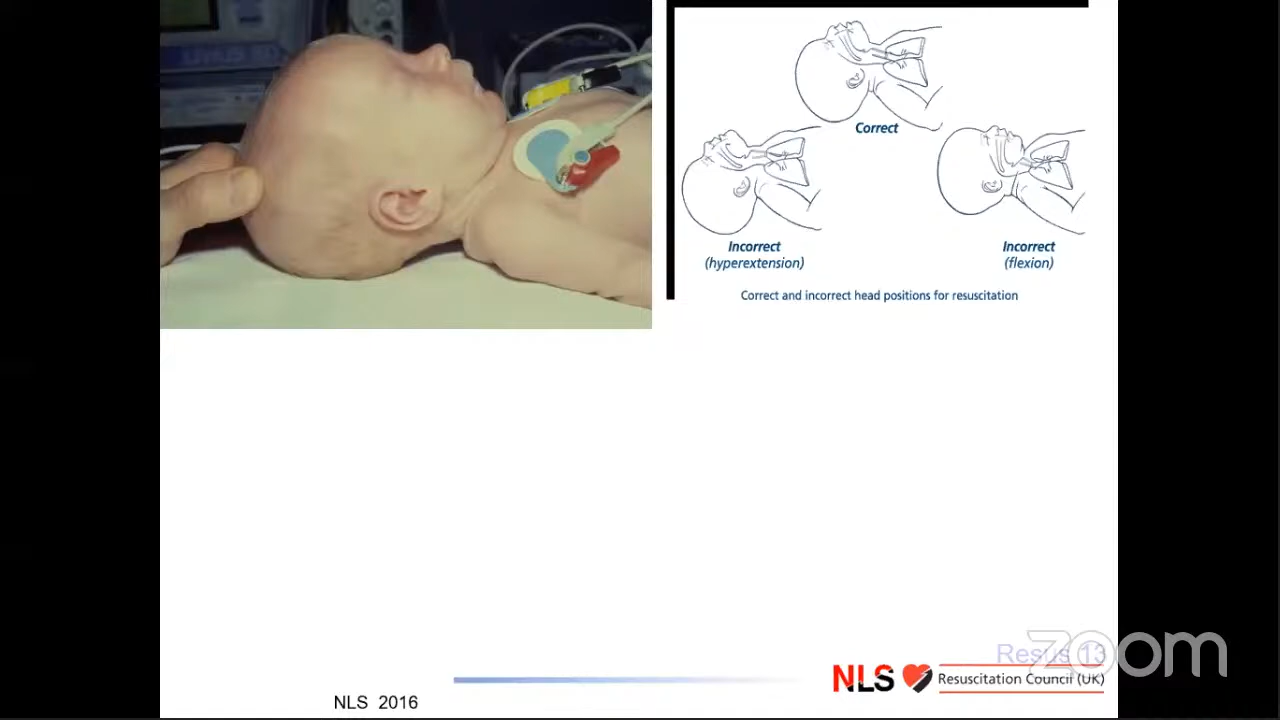 Correct
Incorrect
(hyperextension)
Incorrect
(flexion)
Correct and incorrect head positions for resuscitation
Resus 13
zoom
NLS
Resuscitation Council (UK)
NLS 2016